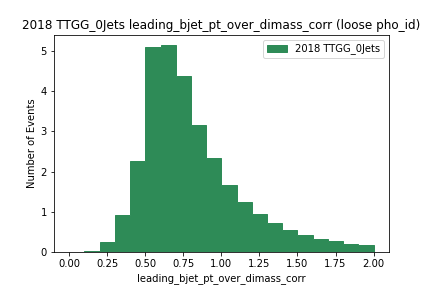 2018 TTGG_0Jets leading_bjet_pt_over_dimass_corr (loose pho_id)
2018 TTGG_0Jets
Number of Events
5
4
3
2
1
0
0.00 0.25 0.50 0.75 1.00 1.25 1.50 1.75 2.00
leading_bjet_pt_over_dimass_corr